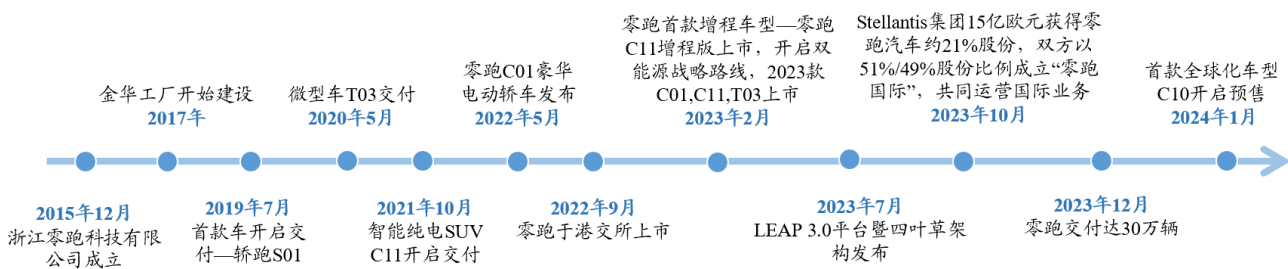 金华工厂开始建设
2017年
微型车T03交付
2020年5月
零跑C01豪华
电动轿车发布
2022年5月
零跑首款增程车型—零跑
C11增程版上市，开启双
能源战略路线，2023款
C01,C11,T03上市
2023年2月
Stellantis集团15亿欧元获得零
跑汽车约21%股份，双方以
51%/49%股份比例成立“零跑
国际”，共同运营国际业务
2023年10月
首款全球化车型
C10开启预售
2024年1月
2015年12月
浙江零跑科技有限
公司成立
2019年7月
首款车开启交
付—轿跑S01
2021年10月
智能纯电SUV
C11开启交付
2022年9月
零跑于港交所上市
2023年7月
LEAP 3.0平台暨四叶草架
构发布
2023年12月
零跑交付达30万辆